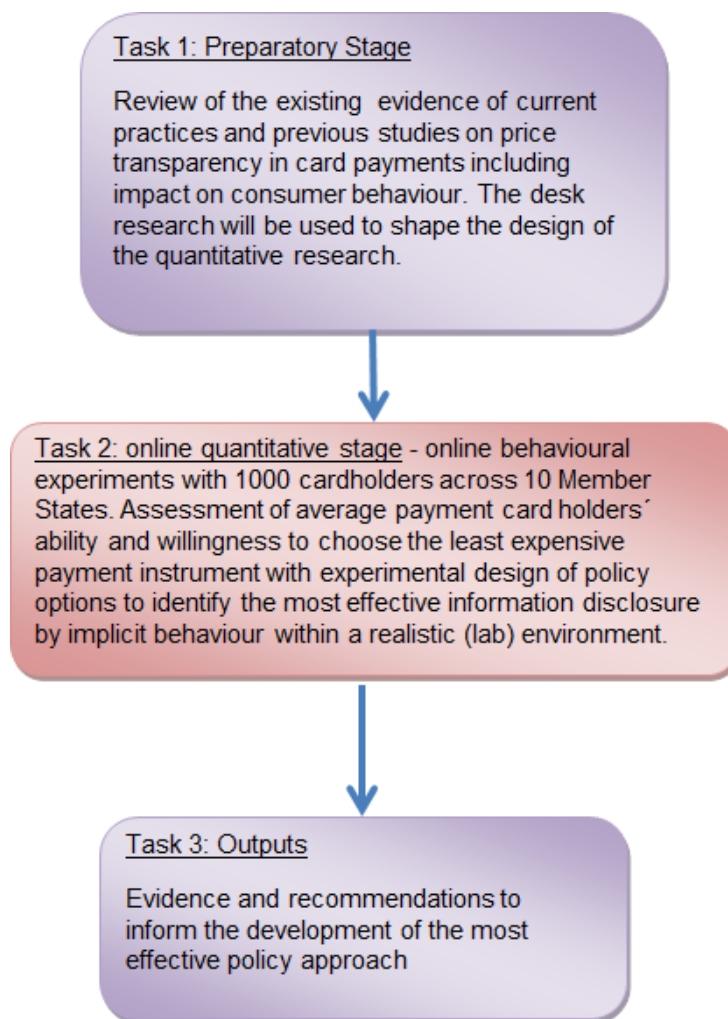 Task 1: Preparatory Stage
Review of the existing  evidence of current
practices and previous studies on price
transparency in card payments including
impact on consumer behaviour. The desk
research will be used to shape the design of
the quantitative research.
Task 2: online quantitative stage - online behavioural
experiments with 1000 cardholders across 10 Member
States. Assessment of average payment card holders´
ability and willingness to choose the least expensive
payment instrument with experimental design of policy
options to identify the most effective information disclosure
by implicit behaviour within a realistic (lab) environment.
Task 3: Outputs
Evidence and recommendations to
inform the development of the most
effective policy approach